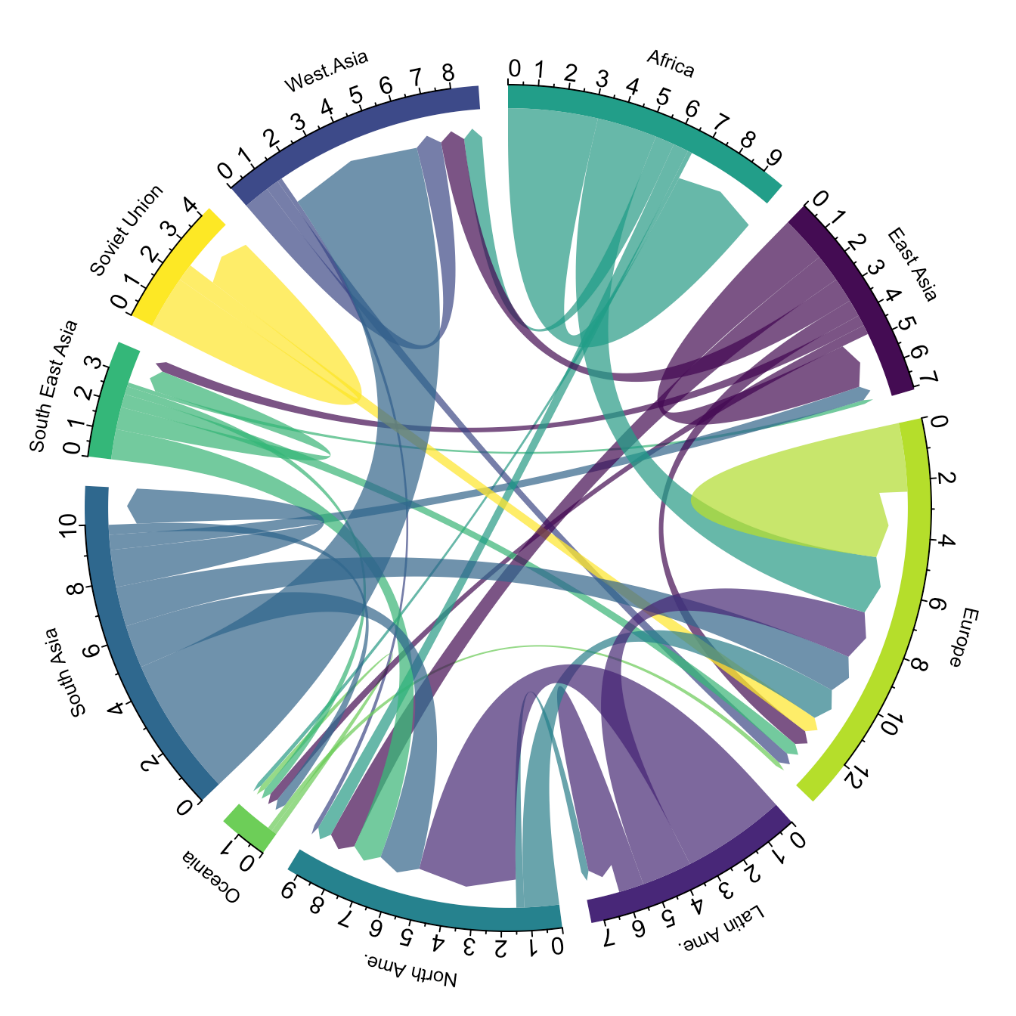 Africa
0 1 2 3 4 5 6 7 8 9
East Asia
0 1 2 3 4 5 6 7
Europe
0 2 4 6 8 10 12
Latin Ame.
0 1 2 3 4 5 6 7
North Ame.
0 1 2 3 4 5 6 7 8 9
Oceania
0 1
South Asia
0 2 4 6 8 10
South East Asia
0 1 2 3
Soviet Union
0 1 2 3 4
West.Asia
0 1 2 3 4 5 6 7 8